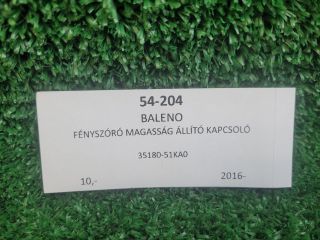 54-204
BALENO
FÉNYSZÓRÓ MAGASSÁG ÁLLÍTÓ KAPCSOLÓ
35180-51KA0
10,- 2016-